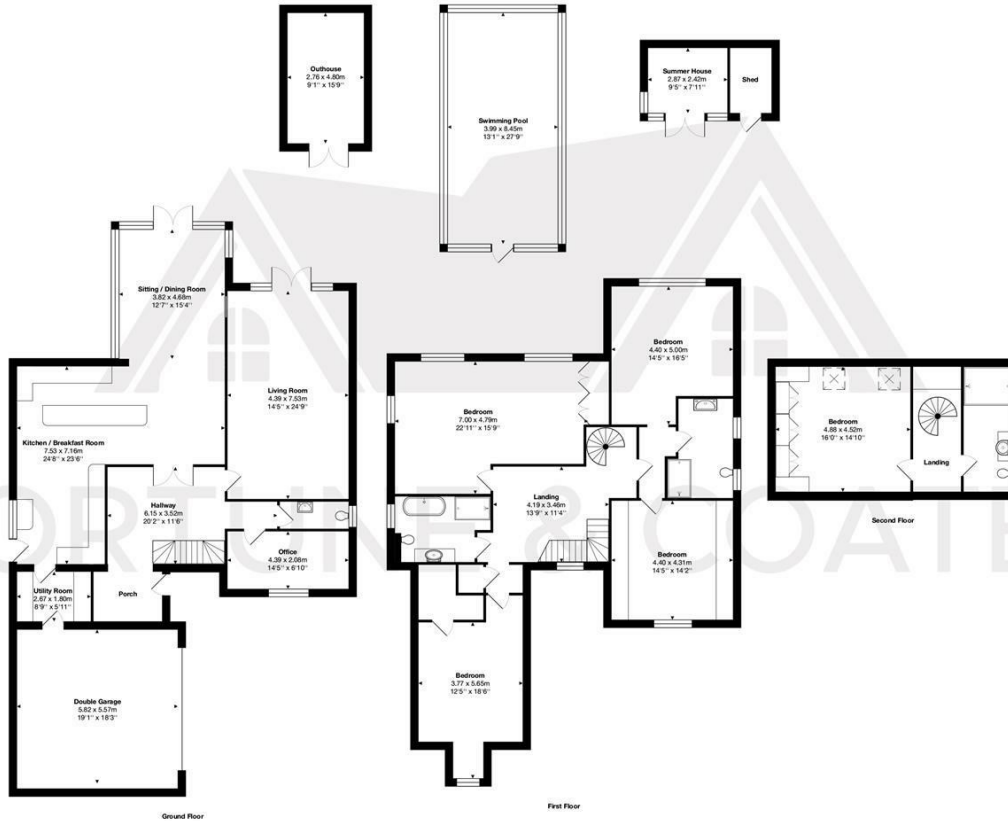 Outhouse
2.76 x 4.80m
9'1" x 15'9"
Swimming Pool
3.99 x 8.45m
13'1" x 27'9"
Summer House
2.87 x 2.42m
9'5" x 7'11"
Shed
Sitting / Dining Room
3.82 x 4.68m
12'7" x 15'4"
Living Room
4.39 x 7.53m
14'5" x 24'9"
Kitchen / Breakfast Room
7.53 x 7.16m
24'8" x 23'6"
Hallway
6.15 x 3.52m
20'2" x 11'6"
Office
4.39 x 2.08m
14'5" x 6'10"
Utility Room
2.67 x 1.80m
8'9" x 5'11"
Porch
Double Garage
5.82 x 5.57m
19'1" x 18'3"
Ground Floor
Bedroom
4.40 x 5.00m
14'5" x 16'5"
Bedroom
7.00 x 4.79m
22'11" x 15'9"
Landing
4.19 x 3.46m
13'9" x 11'4"
Bedroom
4.40 x 4.31m
14'5" x 14'2"
Bedroom
3.77 x 5.65m
12'5" x 18'6"
First Floor
Bedroom
4.88 x 4.52m
16'0" x 14'10"
Landing
Second Floor
ORTUNE & COATE